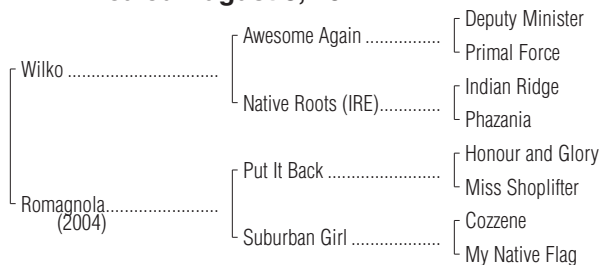 Awesome Again ................... Deputy Minister
Primal Force
Wilko ......................................
Native Roots (IRE)............... Indian Ridge
Phazania
Put It Back ............................ Honour and Glory
Miss Shoplifter
Romagnola............................
(2004)
Suburban Girl ....................... Cozzene
My Native Flag